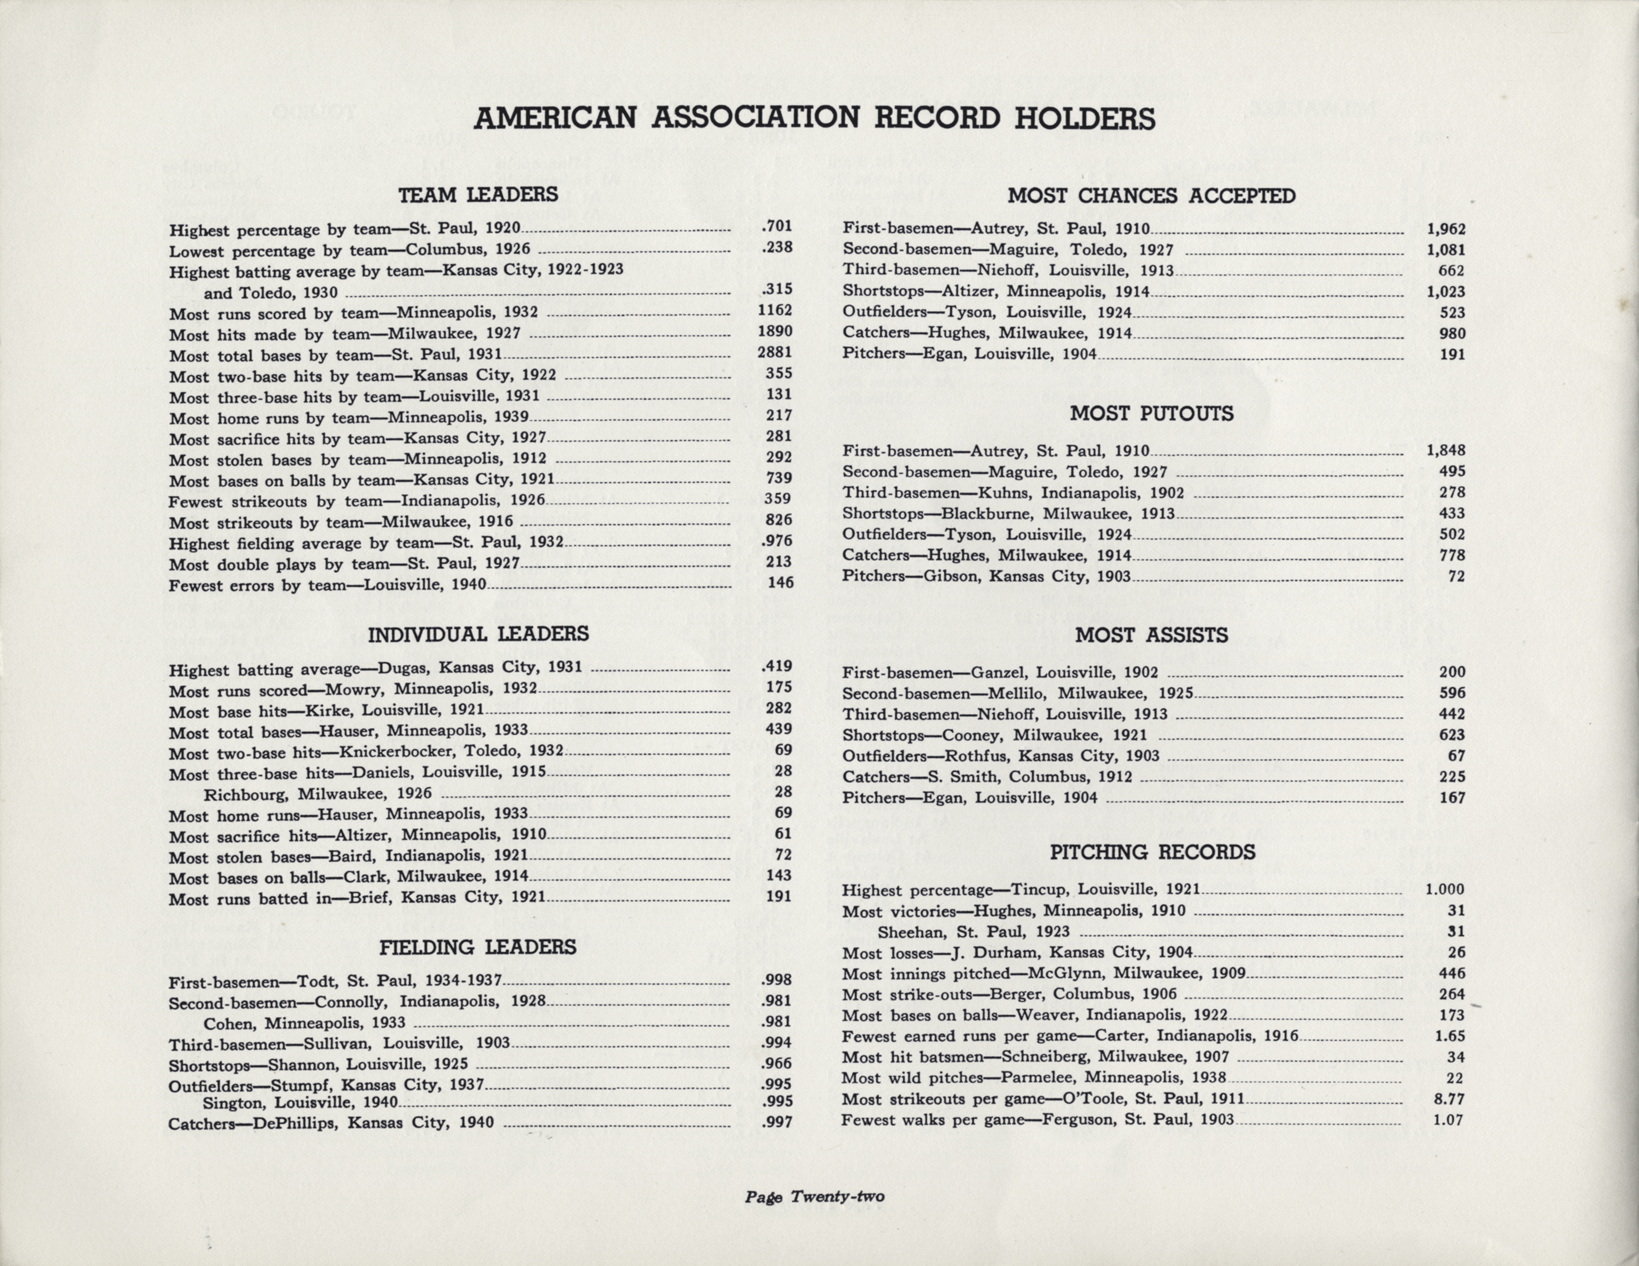 AMERICAN ASSOCIATION RECORD HOLDERS
TEAM LEADERS
Highest percentage by team—St. Paul, 1920 .701
Lowest percentage by team—Columbus, 1926 .238
Highest batting average by team—Kansas City, 1922-1923
and Toledo, 1930 .315
Most runs scored by team—Minneapolis, 1932 1162
Most hits made by team—Milwaukee, 1927 1890
Most total bases by team—St. Paul, 1931 2881
Most two-base hits by team—Kansas City, 1922 355
Most three-base hits by team—Louisville, 1931 131
Most home runs by team—Minneapolis, 1939 217
Most sacrifice hits by team—Kansas City, 1927 281
Most stolen bases by team—Minneapolis, 1912 292
Most bases on balls by team—Kansas City, 1921 739
Fewest strikeouts by team—Indianapolis, 1926 359
Most strikeouts by team—Milwaukee, 1916 826
Highest fielding average by team—St. Paul, 1932 .976
Most double plays by team—St. Paul, 1927 213
Fewest errors by team—Louisville, 1940 146
INDIVIDUAL LEADERS
Highest batting average—Dugas, Kansas City, 1931 .419
Most runs scored—Mowry, Minneapolis, 1932 175
Most base hits—Kirke, Louisville, 1921 282
Most total bases—Hauser, Minneapolis, 1933 439
Most two-base hits—Knickerbocker, Toledo, 1932 69
Most three-base hits—Daniels, Louisville, 1915 28
Richbourg, Milwaukee, 1926 28
Most home runs—Hauser, Minneapolis, 1933 69
Most sacrifice hits—Altizer, Minneapolis, 1910 61
Most stolen bases—Baird, Indianapolis, 1921 72
Most bases on balls—Clark, Milwaukee, 1914 143
Most runs batted in—Brief, Kansas City, 1921 191
FIELDING LEADERS
First-basemen—Todt, St. Paul, 1934-1937 .998
Second-basemen—Connolly, Indianapolis, 1928 .981
Cohen, Minneapolis, 1933 .981
Third-basemen—Sullivan, Louisville, 1903 .994
Shortstops—Shannon, Louisville, 1925 .966
Outfielders—Stumpf, Kansas City, 1937 .995
Sington, Louisville, 1940 .995
Catchers—DePhillips, Kansas City, 1940 .997
MOST CHANCES ACCEPTED
First-basemen—Autrey, St. Paul, 1910 1,962
Second-basemen—Maguire, Toledo, 1927 1,081
Third-basemen—Niehoff, Louisville, 1913 662
Shortstops—Altizer, Minneapolis, 1914 1,023
Outfielders—Tyson, Louisville, 1924 523
Catchers—Hughes, Milwaukee, 1914 980
Pitchers—Egan, Louisville, 1904 191
MOST PUTOUTS
First-basemen—Autrey, St. Paul, 1910 1,848
Second-basemen—Maguire, Toledo, 1927 495
Third-basemen—Kuhns, Indianapolis, 1902 278
Shortstops—Blackburne, Milwaukee, 1913 433
Outfielders—Tyson, Louisville, 1924 502
Catchers—Hughes, Milwaukee, 1914 778
Pitchers—Gibson, Kansas City, 1903 72
MOST ASSISTS
First-basemen—Ganzel, Louisville, 1902 200
Second-basemen—Mellilo, Milwaukee, 1925 596
Third-basemen—Niehoff, Louisville, 1913 442
Shortstops—Cooney, Milwaukee, 1921 623
Outfielders—Rothfus, Kansas City, 1903 67
Catchers—S. Smith, Columbus, 1912 225
Pitchers—Egan, Louisville, 1904 167
PITCHING RECORDS
Highest percentage—Tincup, Louisville, 1921 1.000
Most victories—Hughes, Minneapolis, 1910 31
Sheehan, St. Paul, 1923 31
Most losses—J. Durham, Kansas City, 1904 26
Most innings pitched—McGlynn, Milwaukee, 1909 446
Most strike-outs—Berger, Columbus, 1906 264
Most bases on balls—Weaver, Indianapolis, 1922 173
Fewest earned runs per game—Carter, Indianapolis, 1916 1.65
Most hit batsmen—Schneiberg, Milwaukee, 1907 34
Most wild pitches—Parmelee, Minneapolis, 1938 22
Most strikeouts per game—O'Toole, St. Paul, 1911 8.77
Fewest walks per game—Ferguson, St. Paul, 1903 1.07
Page Twenty-two